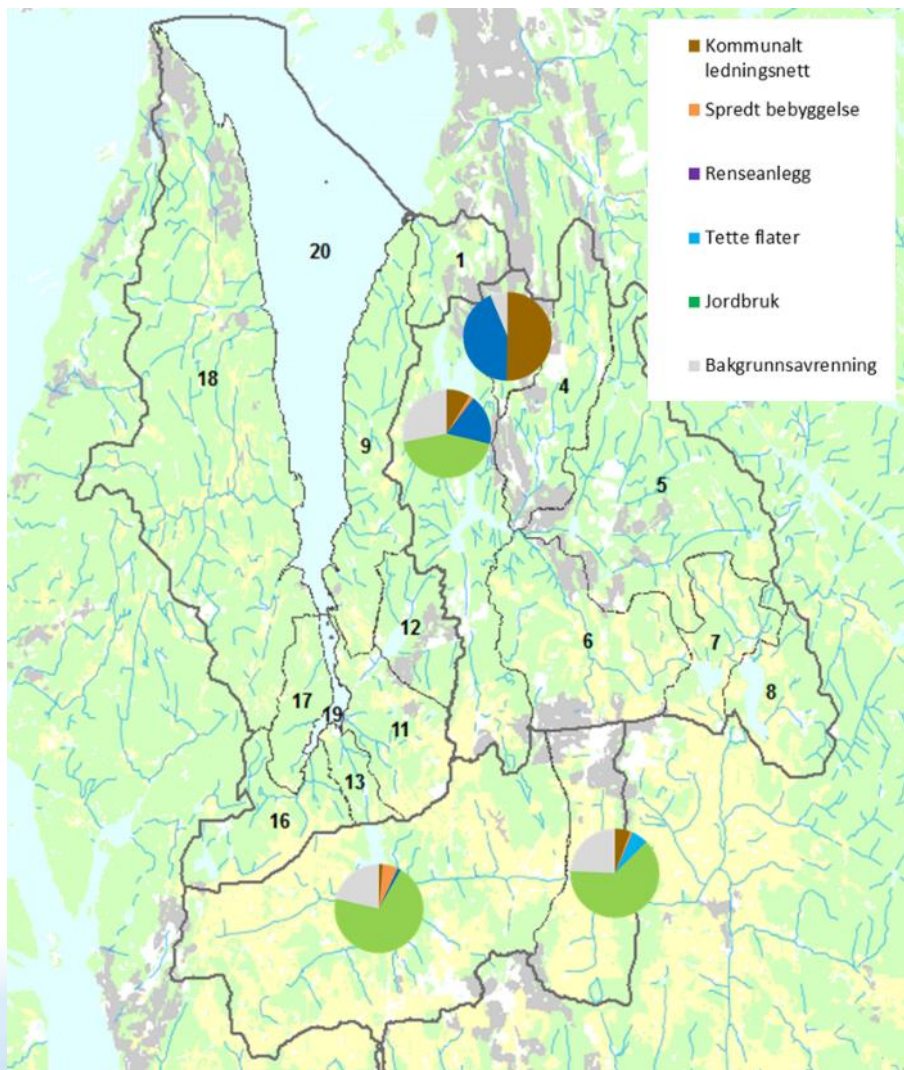 Kommunalt
ledningsnett
Spredt bebyggelse
Renseanlegg
Tette flater
Jordbruk
Bakgrunnsavrenning
20
1
18
4
9
5
12
6
7
8
17
19
11
13
16